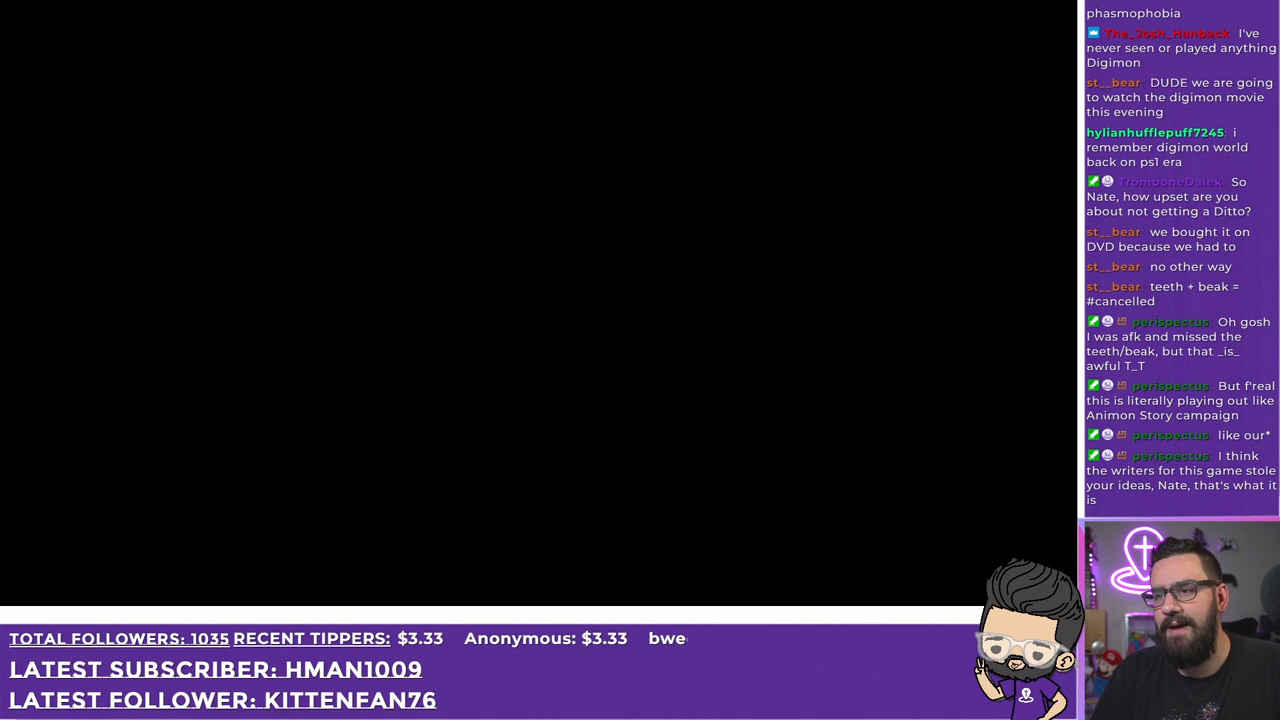 phasmophobia
The_Josh_Hunback I've
never seen or played anything
Digimon
st__bear: DUDE we are going
to watch the digimon movie
this evening
hylianhufflepuff7245: i
remember digimon world
back on ps1 era
TromboneDalek: So
Nate, how upset are you
about not getting a Ditto?
st__bear: we bought it on
DVD because we had to
st__bear: no other way
st__bear: teeth + beak =
#cancelled
perispectus: Oh gosh
I was afk and missed the
teeth/beak, but that _is_
awful T_T
perispectus: But f'real
this is literally playing out like
Animon Story campaign
perispectus: like our*
perispectus: I think
the writers for this game stole
your ideas, Nate, that's what it
is
TOTAL FOLLOWERS: 1035 RECENT TIPPERS: $3.33 Anonymous: $3.33 bwe
LATEST SUBSCRIBER: HMAN1009
LATEST FOLLOWER: KITTENFAN76